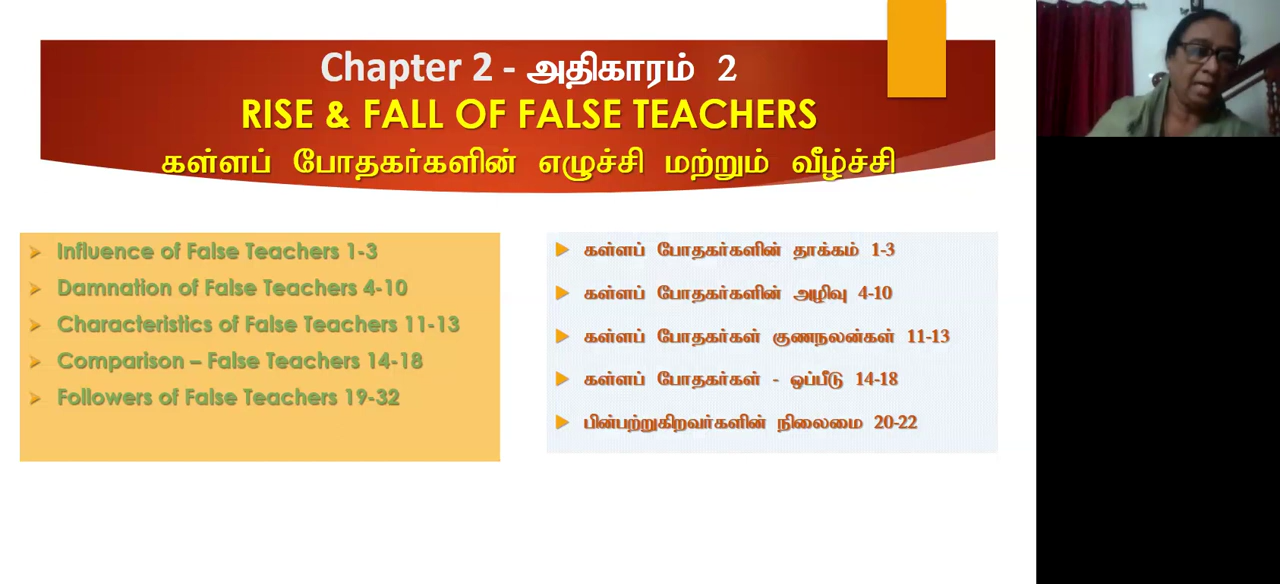 Chapter 2 - அதிகாரம் 2
RISE & FALL OF FALSE TEACHERS
கள்ளப் போதகர்களின் எழுச்சி மற்றும் வீழ்ச்சி
Influence of False Teachers 1-3
Damnation of False Teachers 4-10
Characteristics of False Teachers 11-13
Comparison – False Teachers 14-18
Followers of False Teachers 19-32
கள்ளப் போதகர்களின் தாக்கம் 1-3
கள்ளப் போதகர்களின் அழிவு 4-10
கள்ளப் போதகர்கள் குணநலன்கள் 11-13
கள்ளப் போதகர்கள் - ஒப்பீடு 14-18
பின்பற்றுகிறவர்களின் நிலைமை 20-22